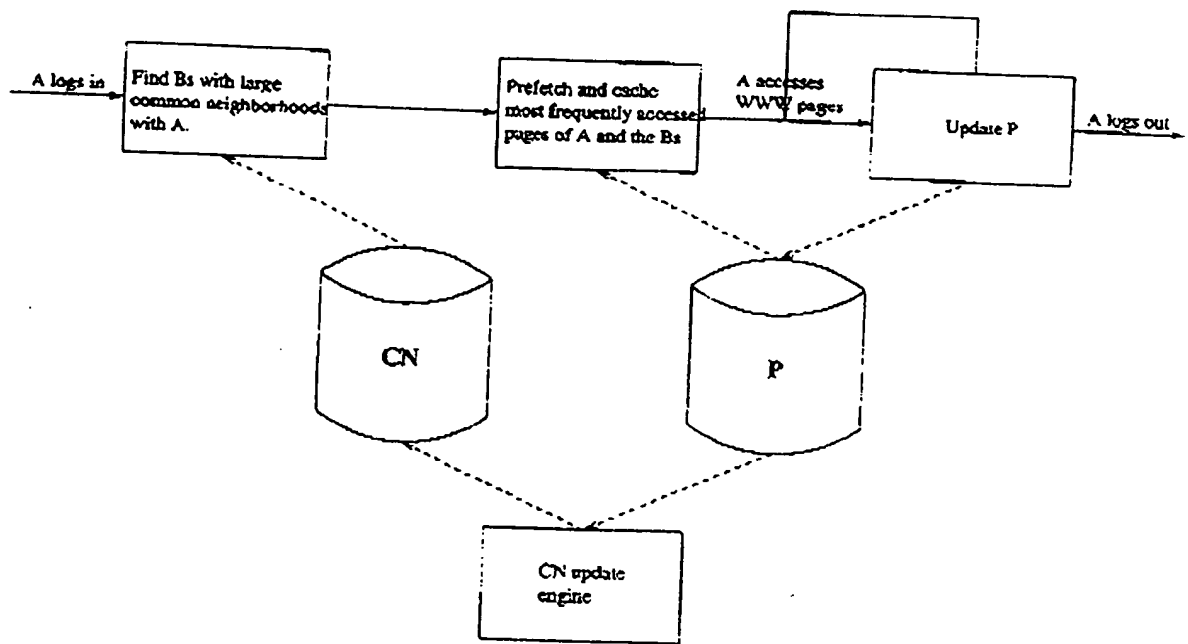 A logs in
Find Bs with large
common neighborhoods
with A.
Prefetch and cache
most frequently accessed
pages of A and the Bs
A accesses
WWW pages
Update P
A logs out
CN
P
CN update
engine